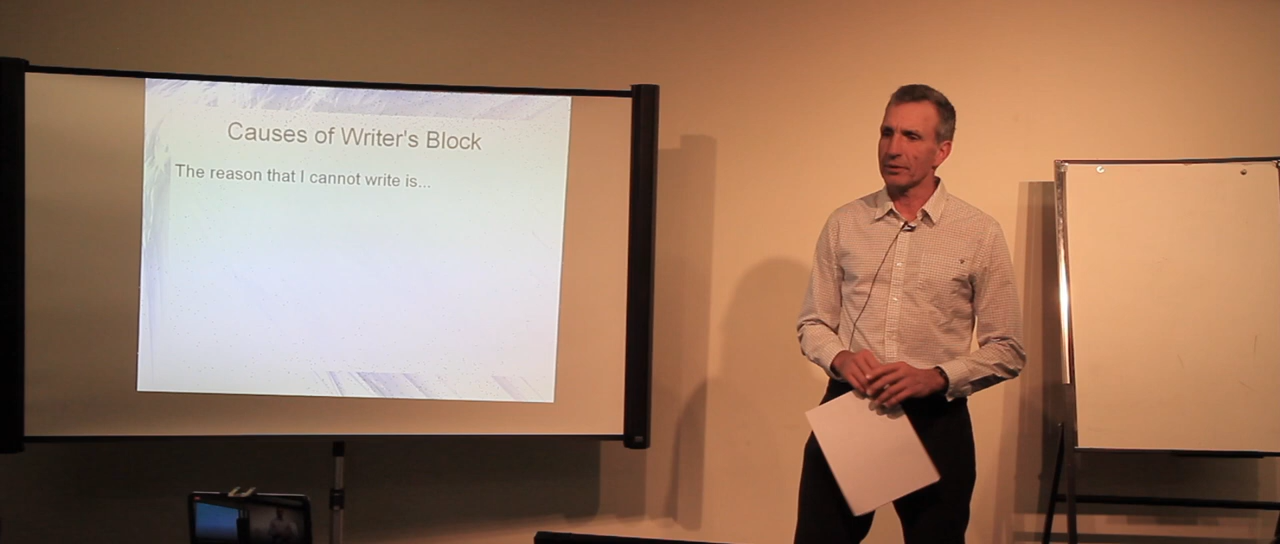 Causes of Writer's Block
The reason that I cannot write is...